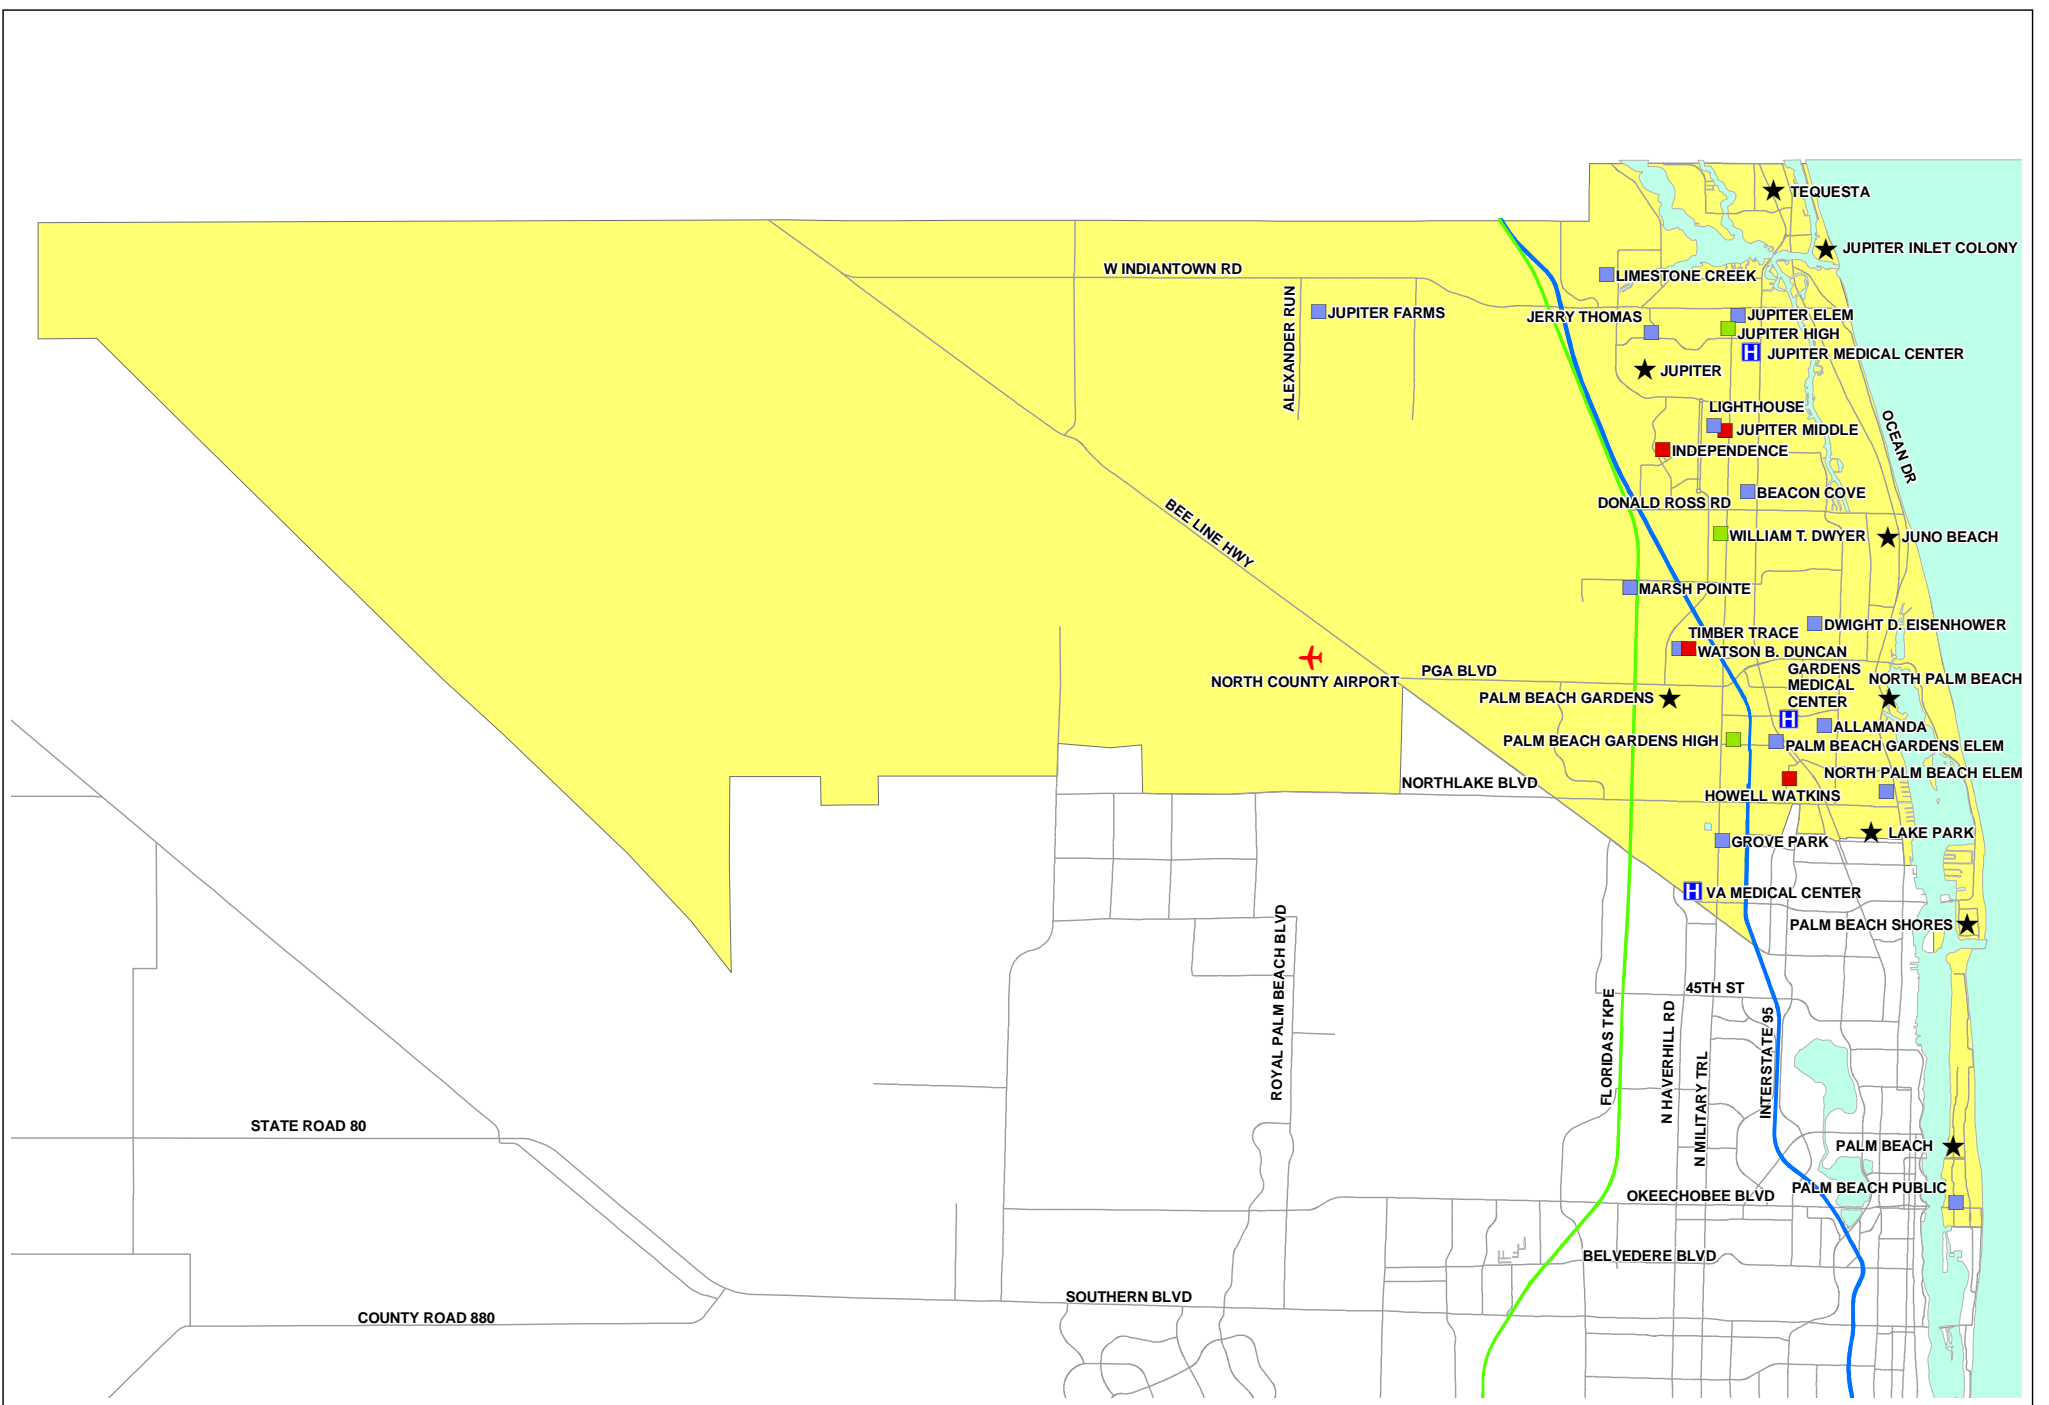 TEQUESTA
JUPITER INLET COLONY
W INDIANTOWN RD
LIMESTONE CREEK
ALEXANDER RUN
JUPITER FARMS
JERRY THOMAS
JUPITER ELEM
JUPITER HIGH
JUPITER MEDICAL CENTER
JUPITER
LIGHTHOUSE
JUPITER MIDDLE
OCEAN DR
INDEPENDENCE
BEACON COVE
DONALD ROSS RD
BEE LINE HWY
WILLIAM T. DWYER
JUNO BEACH
MARSH POINTE
DWIGHT D. EISENHOWER
TIMBER TRACE
WATSON B. DUNCAN
NORTH COUNTY AIRPORT
PGA BLVD
GARDENS
MEDICAL
CENTER
NORTH PALM BEACH
PALM BEACH GARDENS
ALLAMANDA
PALM BEACH GARDENS HIGH
PALM BEACH GARDENS ELEM
NORTH PALM BEACH ELEM
NORTHLAKE BLVD
HOWELL WATKINS
LAKE PARK
GROVE PARK
H
H
H
VA MEDICAL CENTER
PALM BEACH SHORES
ROYAL PALM BEACH BLVD
45TH ST
FLORIDAS TKPE
N HAVERHILL RD
N MILITARY TRL
INTERSTATE 95
STATE ROAD 80
PALM BEACH
PALM BEACH PUBLIC
OKEECHOBEE BLVD
BELVEDERE BLVD
SOUTHERN BLVD
COUNTY ROAD 880